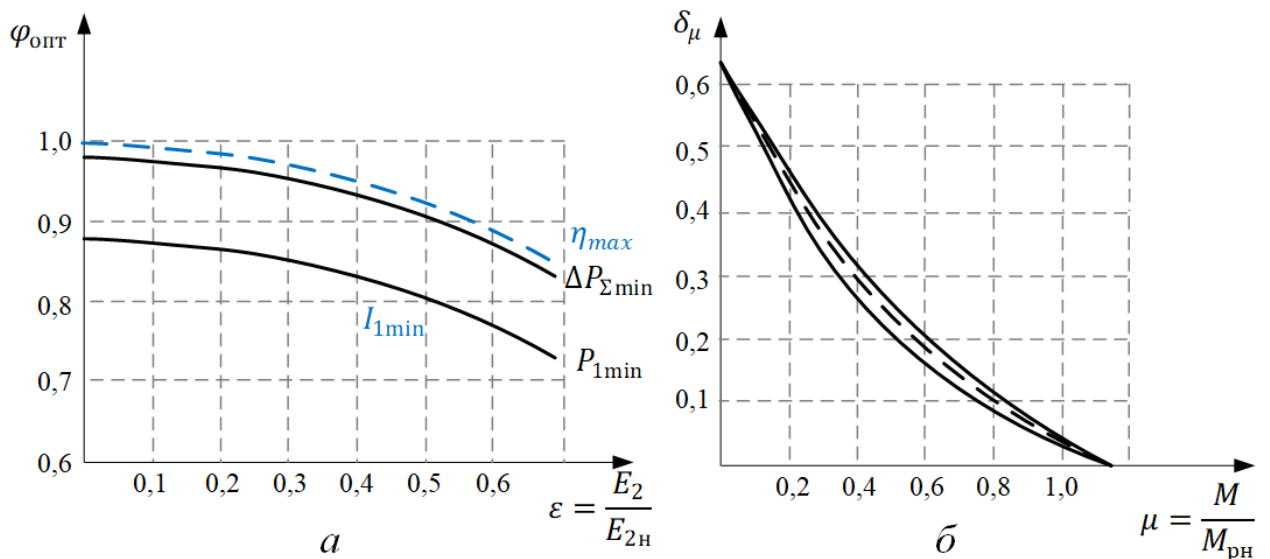 φопт
1,0
0,9
0,8
0,7
0,6
0,1
0,2
0,3
0,4
0,5
0,6
ηmax
ΔPΣmin
I1min
P1min
ε = E2/E2н
а
δμ
0,6
0,5
0,4
0,3
0,2
0,1
0,2
0,4
0,6
0,8
1,0
μ = M/Mрн
б